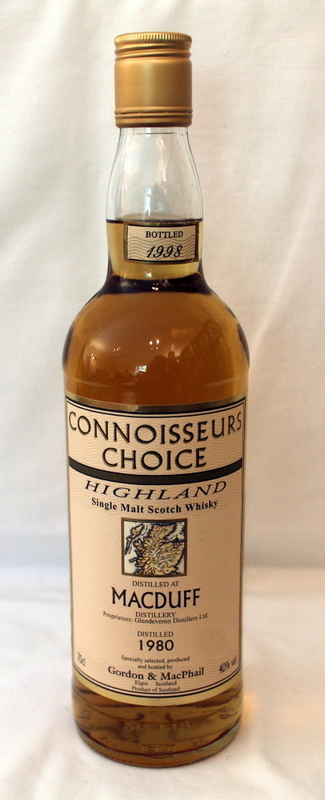 BOTTLED
1998
CONNOISSEURS
CHOICE
HIGHLAND
Single Malt Scotch Whisky
DISTILLED AT
MACDUFF
DISTILLERY
Proprietors: Glendeveron Distillers Ltd.
DISTILLED
1980
Specially selected, produced
and bottled by
70cl Gordon & MacPhail 40% vol
Elgin Scotland
Product of Scotland